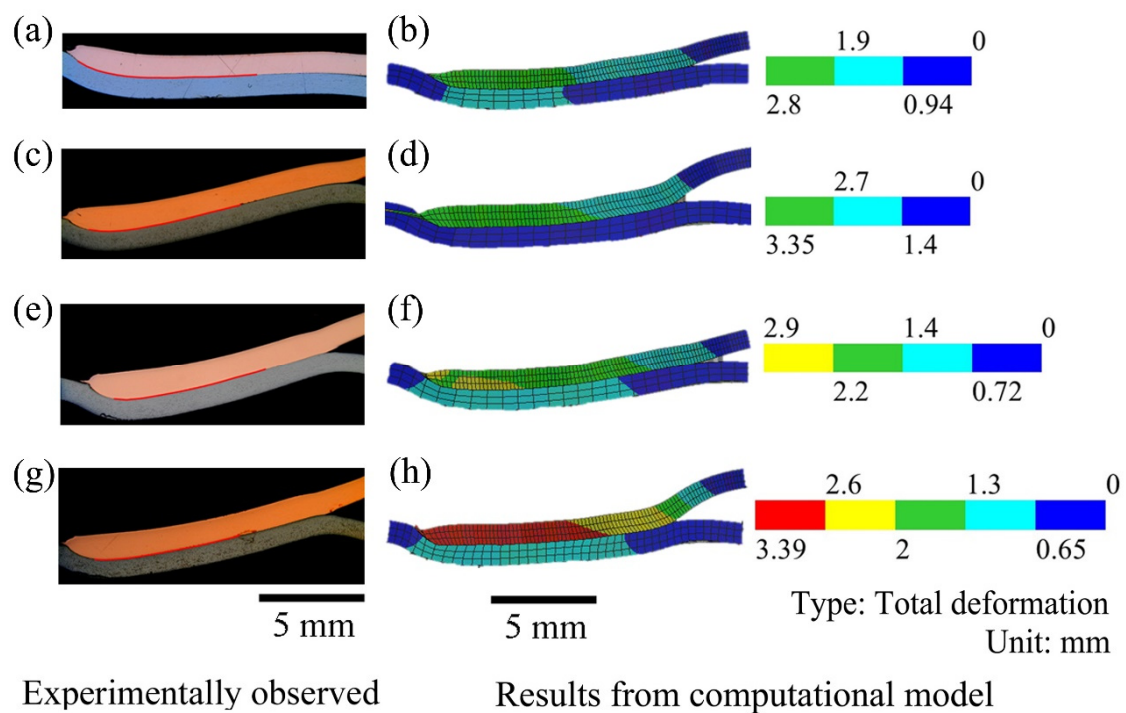 (a)
(b)
1.9 0
2.8 0.94
(c)
(d)
2.7 0
3.35 1.4
(e)
(f)
2.9 1.4 0
2.2 0.72
(g)
(h)
2.6 1.3 0
3.39 2 0.65
5 mm
5 mm
Type: Total deformation
Unit: mm
Experimentally observed
Results from computational model